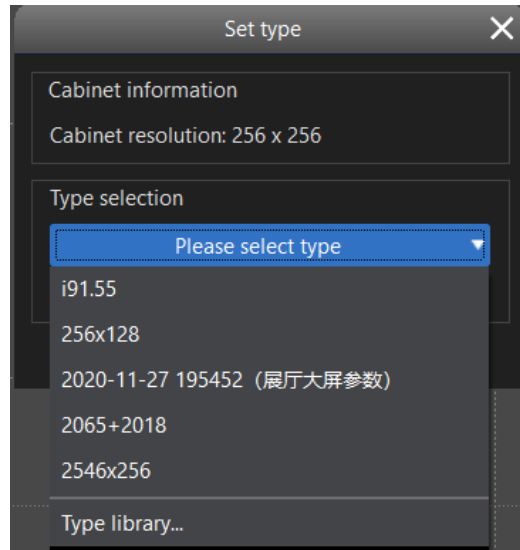 Set type
Cabinet information
Cabinet resolution: 256 x 256
Type selection
Please select type
i91.55
256x128
2020-11-27 195452（展厅大屏参数）
2065+2018
2546x256
Type library...